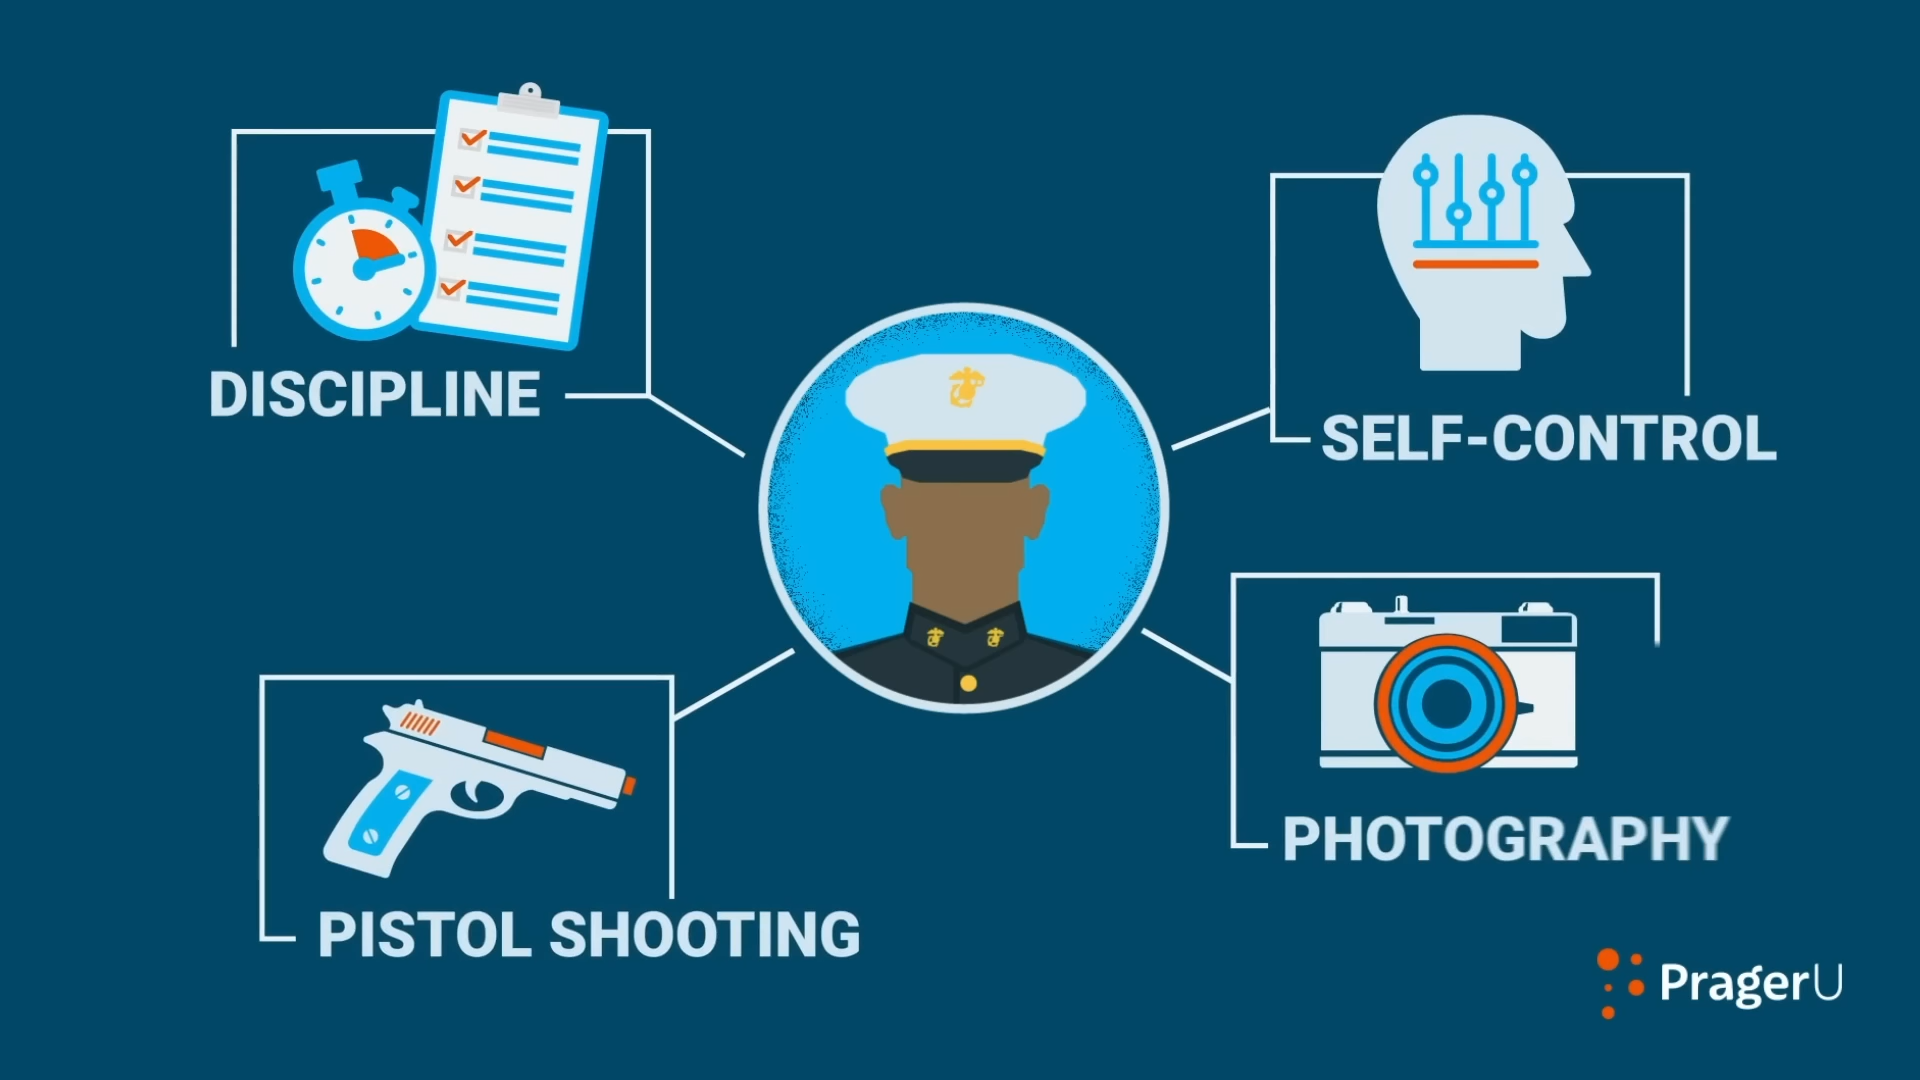 DISCIPLINE
SELF-CONTROL
PISTOL SHOOTING
PHOTOGRAPHY
PragerU